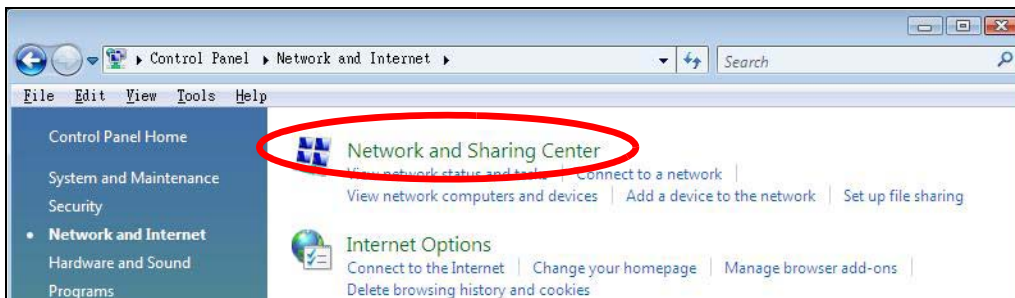 Control Panel Network and Internet Search
File Edit View Tools Help
Control Panel Home
System and Maintenance
Security
Network and Internet
Hardware and Sound
Programs
Network and Sharing Center
View network status and tasks Connect to a network
View network computers and devices Add a device to the network Set up file sharing
Internet Options
Connect to the Internet Change your homepage Manage browser add-ons
Delete browsing history and cookies